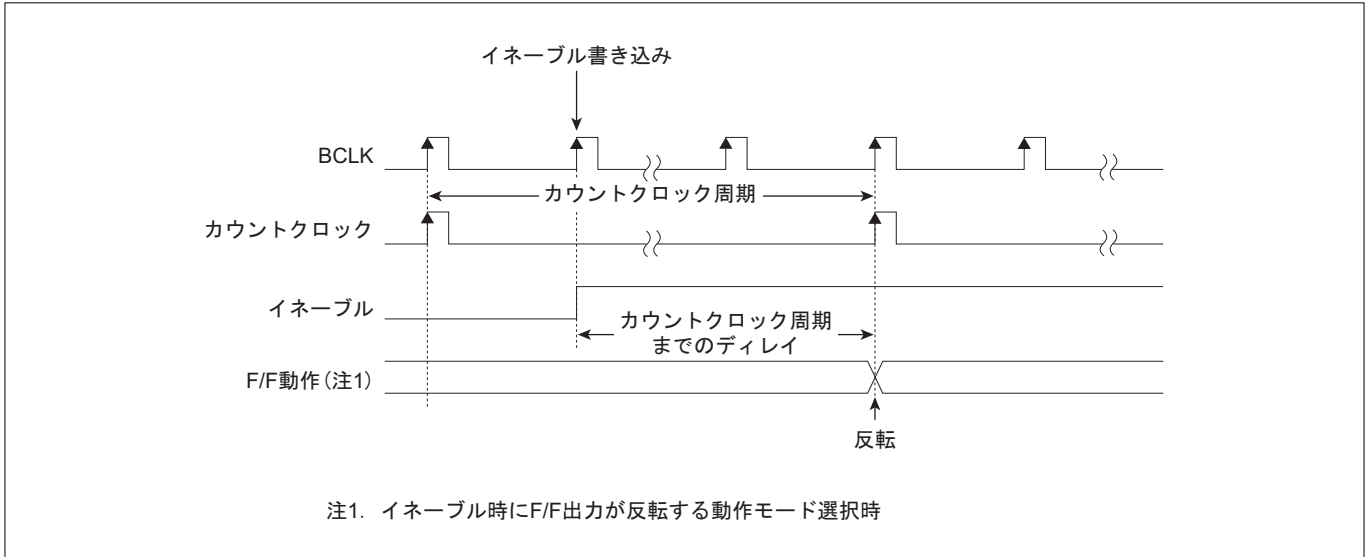 イネーブル書き込み
BCLK
カウントクロック周期
カウントクロック
イネーブル
カウントクロック周期
までのディレイ
F/F動作（注1）
反転
注1. イネーブル時にF/F出力が反転する動作モード選択時